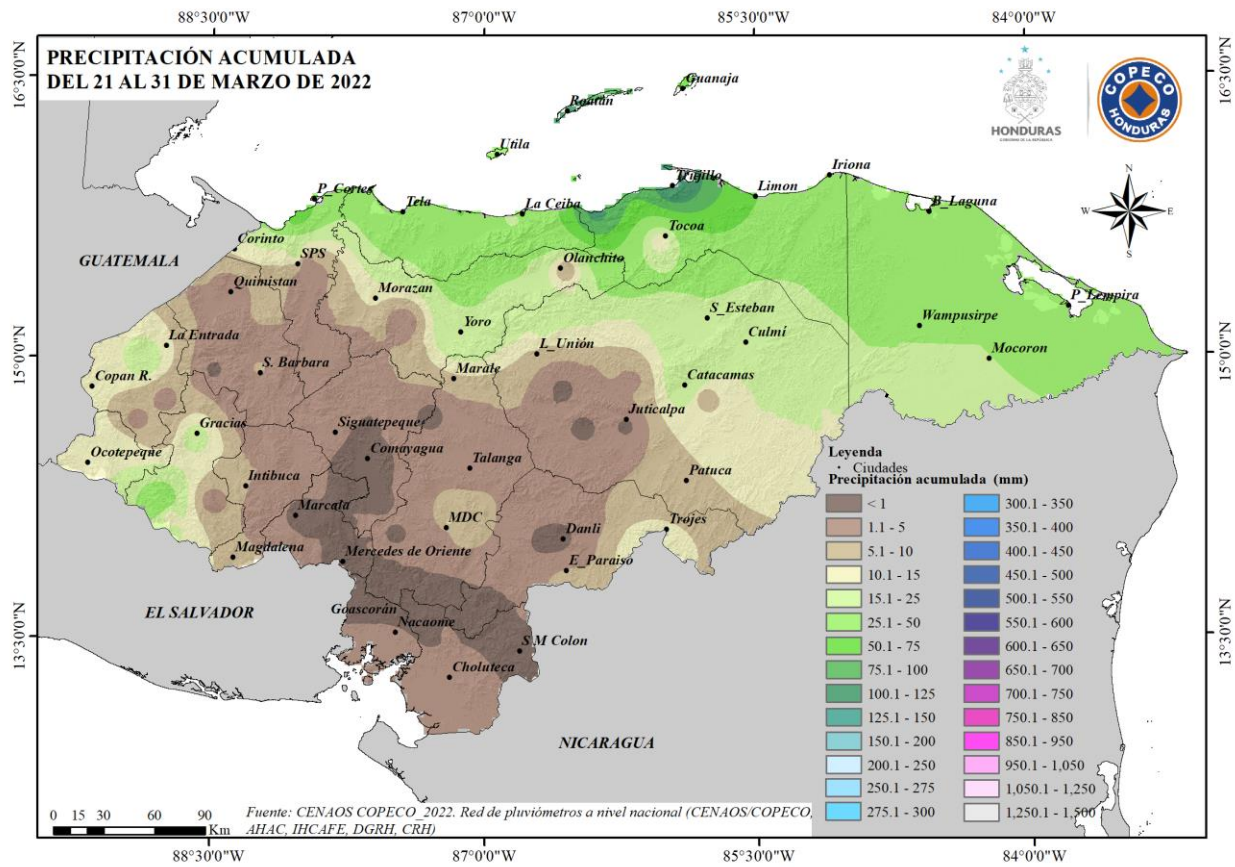 88°30'0"W
87°0'0"W
85°30'0"W
84°0'0"W
16°30'0"N
15°0'0"N
13°30'0"N
PRECIPITACIÓN ACUMULADA
DEL 21 AL 31 DE MARZO DE 2022
HONDURAS
GOBIERNO DE LA REPÚBLICA
COPECO
HONDURAS
N
W
E
S
16°30'0"N
15°0'0"N
13°30'0"N
Guanaja
Roatán
Utila
Iriona
Trujillo
Limon
P_Cortes
Tela
La Ceiba
B_Laguna
Tocoa
Corinto
GUATEMALA
SPS
Olanchito
Quimistan
Morazan
P_Lempira
S_Esteban
Wampusirpe
Yoro
Culmi
La Entrada
L_Unión
Mocoron
S. Barbara
Marale
Copan R.
Catacamas
Juticalpa
Gracias
Siguatepeque
Ocotepeque
Comayagua
Talanga
Intibuca
Patuca
Marcala
MDC
Danli
Trojes
Magdalena
Mercedes de Oriente
E_Paraiso
EL SALVADOR
Goascorán
Nacaome
S M Colon
Choluteca
NICARAGUA
Leyenda
Ciudades
Precipitación acumulada (mm)
< 1
1.1 - 5
5.1 - 10
10.1 - 15
15.1 - 25
25.1 - 50
50.1 - 75
75.1 - 100
100.1 - 125
125.1 - 150
150.1 - 200
200.1 - 250
250.1 - 275
275.1 - 300
300.1 - 350
350.1 - 400
400.1 - 450
450.1 - 500
500.1 - 550
550.1 - 600
600.1 - 650
650.1 - 700
700.1 - 750
750.1 - 850
850.1 - 950
950.1 - 1,050
1,050.1 - 1,250
1,250.1 - 1,500
0 15 30 60 90
Km
Fuente: CENAOS COPECO_2022. Red de pluviómetros a nivel nacional (CENAOS/COPECO,
AHAC, IHCAFE, DGRH, CRH)
88°30'0"W
87°0'0"W
85°30'0"W
84°0'0"W